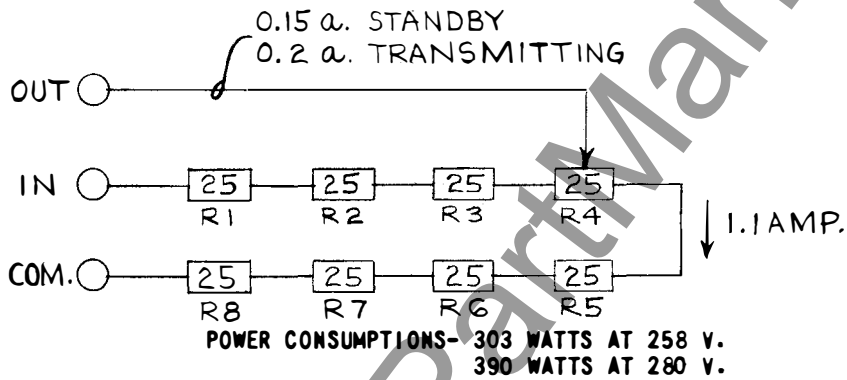 0.15 a. STANDBY
0.2 a. TRANSMITTING
OUT
IN 25 25 25 25
R1 R2 R3 R4
1.1 AMP.
COM. 25 25 25 25
R8 R7 R6 R5
POWER CONSUMPTIONS- 303 WATTS AT 258 V.
390 WATTS AT 280 V.
PartMan